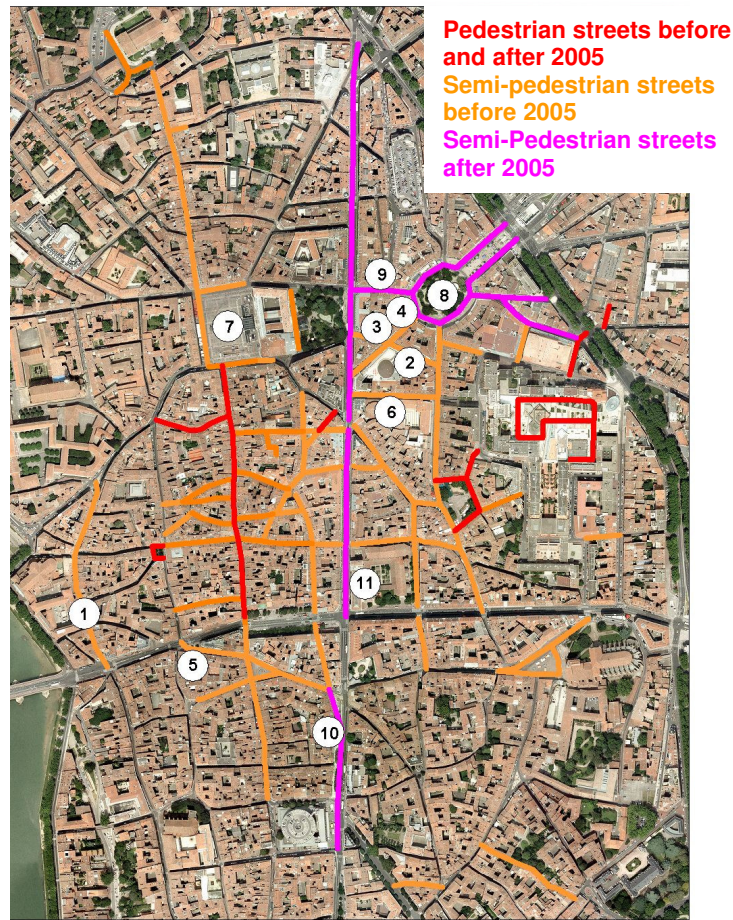 Pedestrian streets before
and after 2005
Semi-pedestrian streets
before 2005
Semi-Pedestrian streets
after 2005
9
8
4
7
3
2
6
11
1
5
10